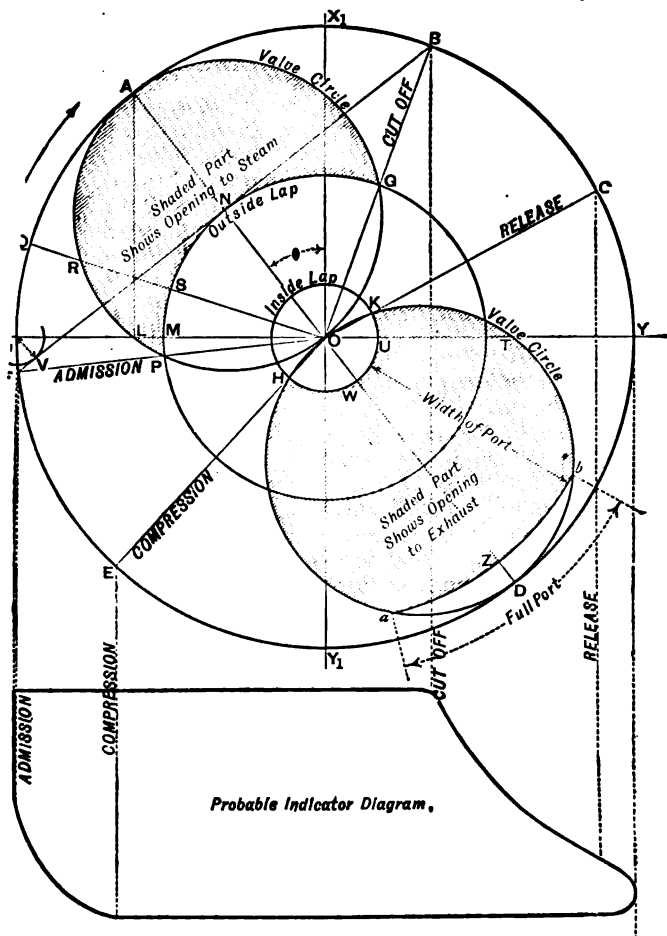 X1
B
Valve Circle
A
CUT OFF
Shaded Part
Shows Opening to Steam
G
C
N
Outside Lap
RELEASE
Q
R
S
θ
Inside Lap
K
Valve Circle
L
M
O
U
T
Y
V
P
ADMISSION
H
W
Width of Port
b
COMPRESSION
Shaded Part
Shows Opening
to Exhaust
Z
E
D
a
Full Port
Y1
ADMISSION
COMPRESSION
CUT OFF
RELEASE
Probable Indicator Diagram.